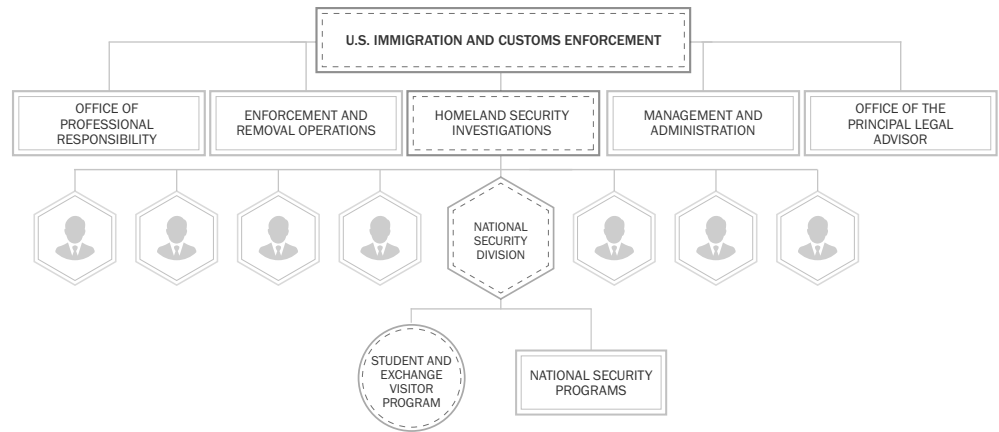 U.S. IMMIGRATION AND CUSTOMS ENFORCEMENT
OFFICE OF
PROFESSIONAL
RESPONSIBILITY
ENFORCEMENT AND
REMOVAL OPERATIONS
HOMELAND SECURITY
INVESTIGATIONS
MANAGEMENT AND
ADMINISTRATION
OFFICE OF THE
PRINCIPAL LEGAL
ADVISOR
NATIONAL
SECURITY
DIVISION
STUDENT AND
EXCHANGE
VISITOR
PROGRAM
NATIONAL SECURITY
PROGRAMS